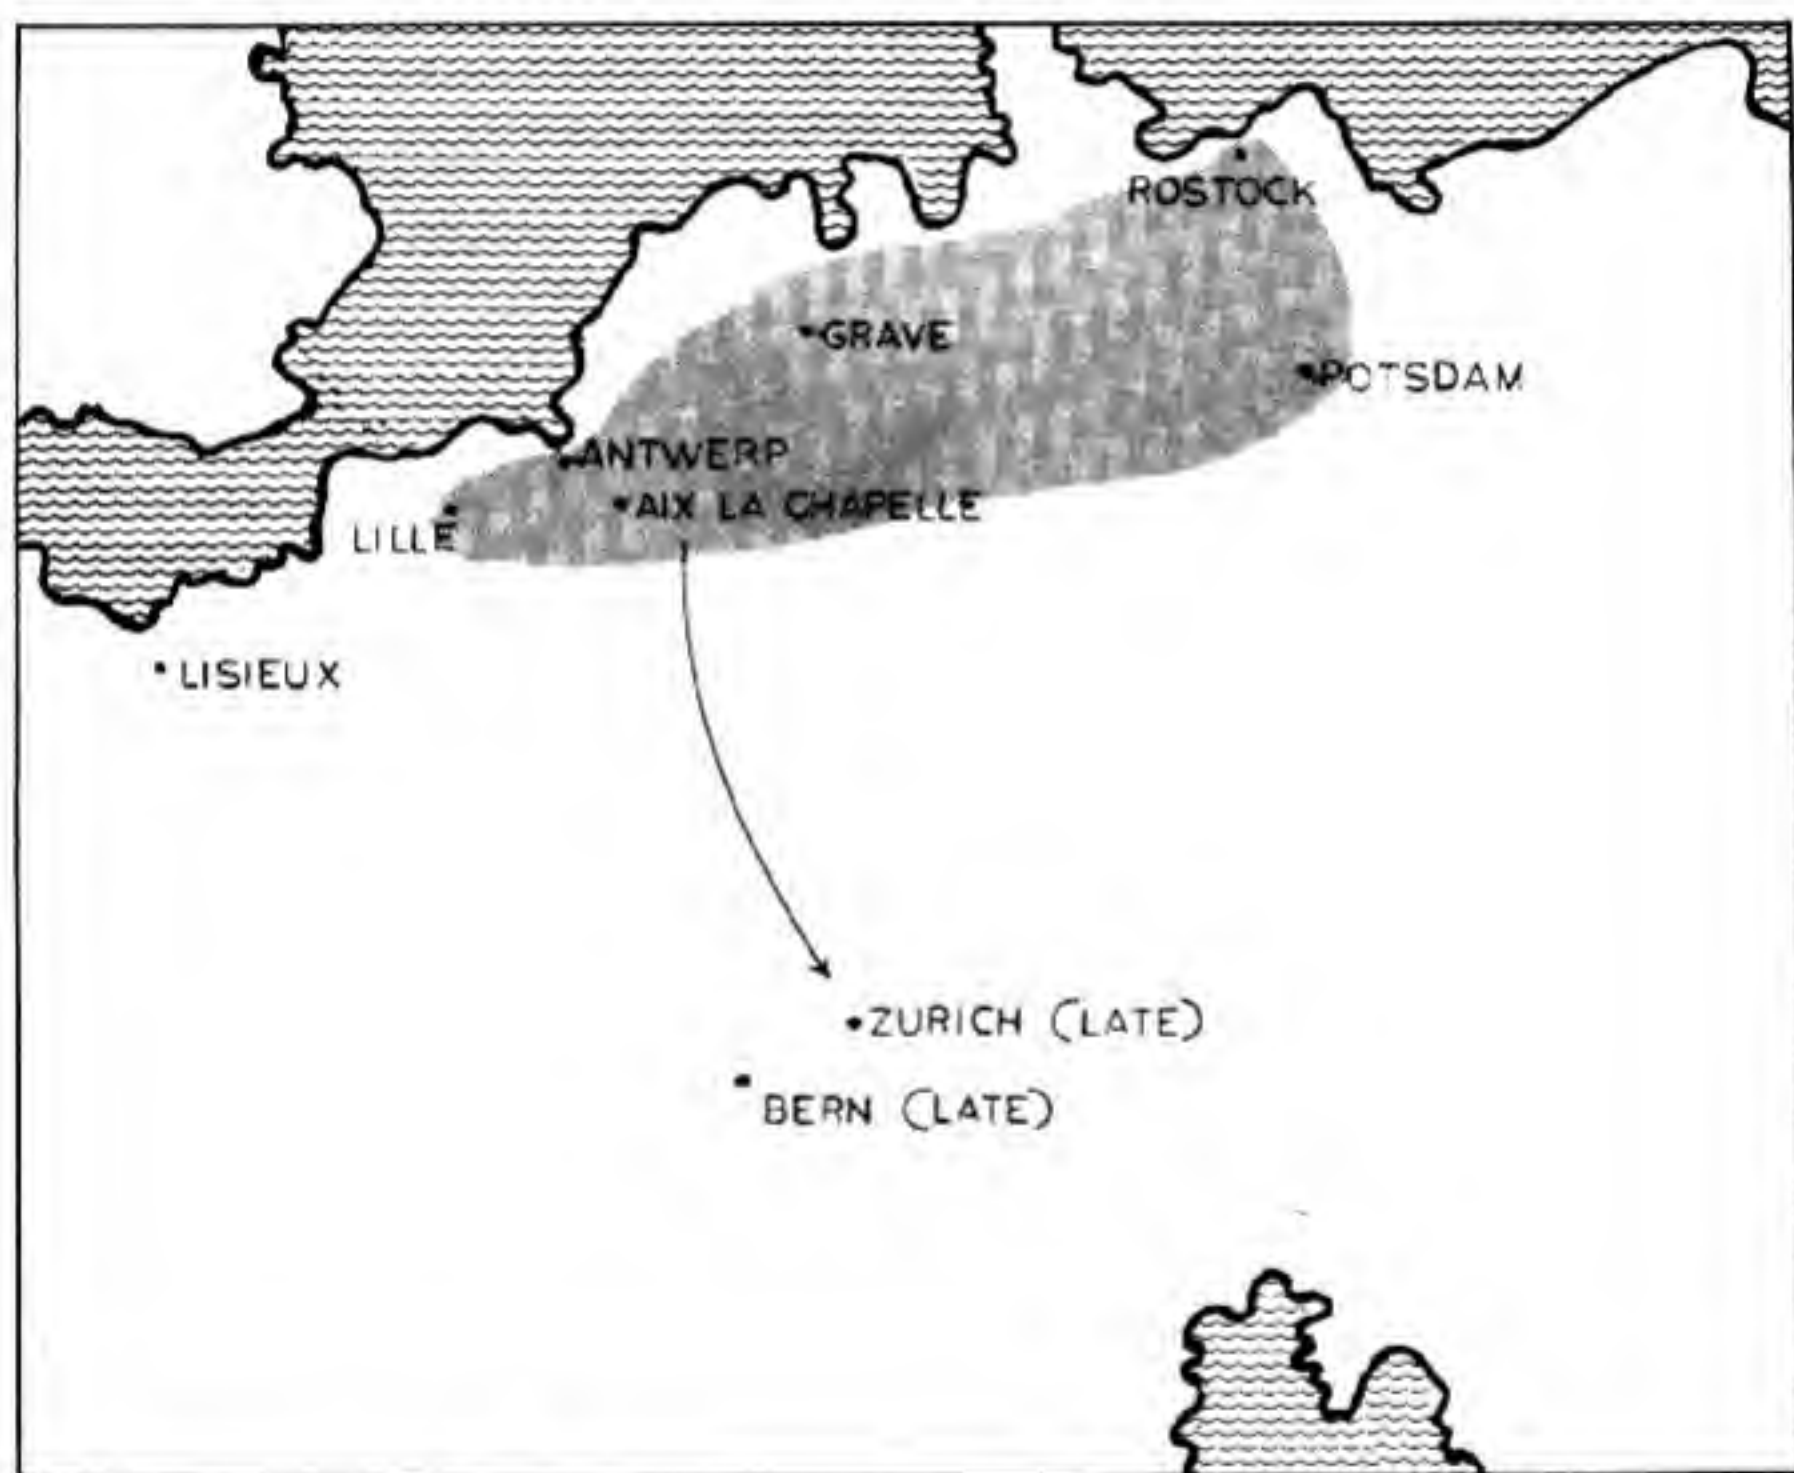 ROSTOCK
GRAVE
POTSDAM
ANTWERP
AIX LA CHAPELLE
LILLE
LISIEUX
ZURICH (LATE)
BERN (LATE)